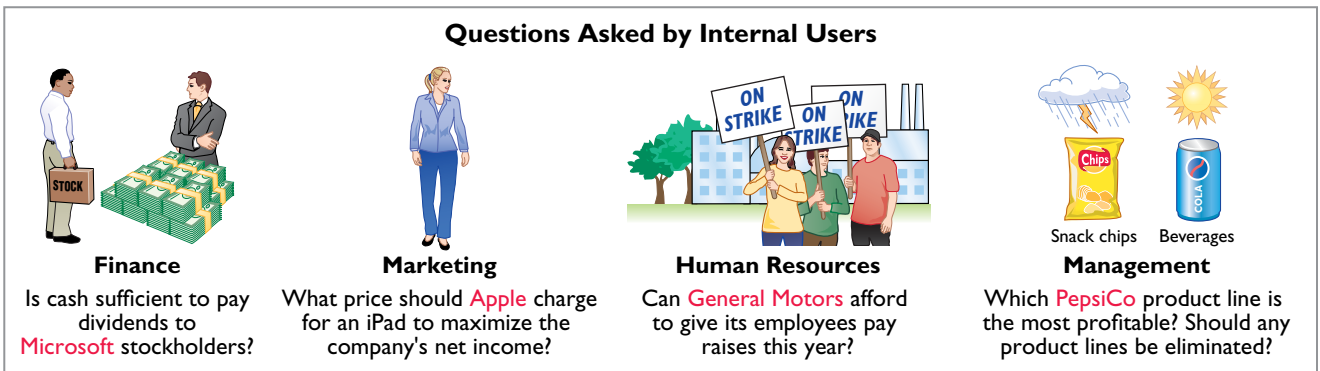 Questions Asked by Internal Users
STOCK
ON
STRIKE
ON
STRIKE
ON
IKE
Chips
COLA
Snack chips
Beverages
Finance
Is cash sufficient to pay
dividends to
Microsoft stockholders?
Marketing
What price should Apple charge
for an iPad to maximize the
company's net income?
Human Resources
Can General Motors afford
to give its employees pay
raises this year?
Management
Which PepsiCo product line is
the most profitable? Should any
product lines be eliminated?